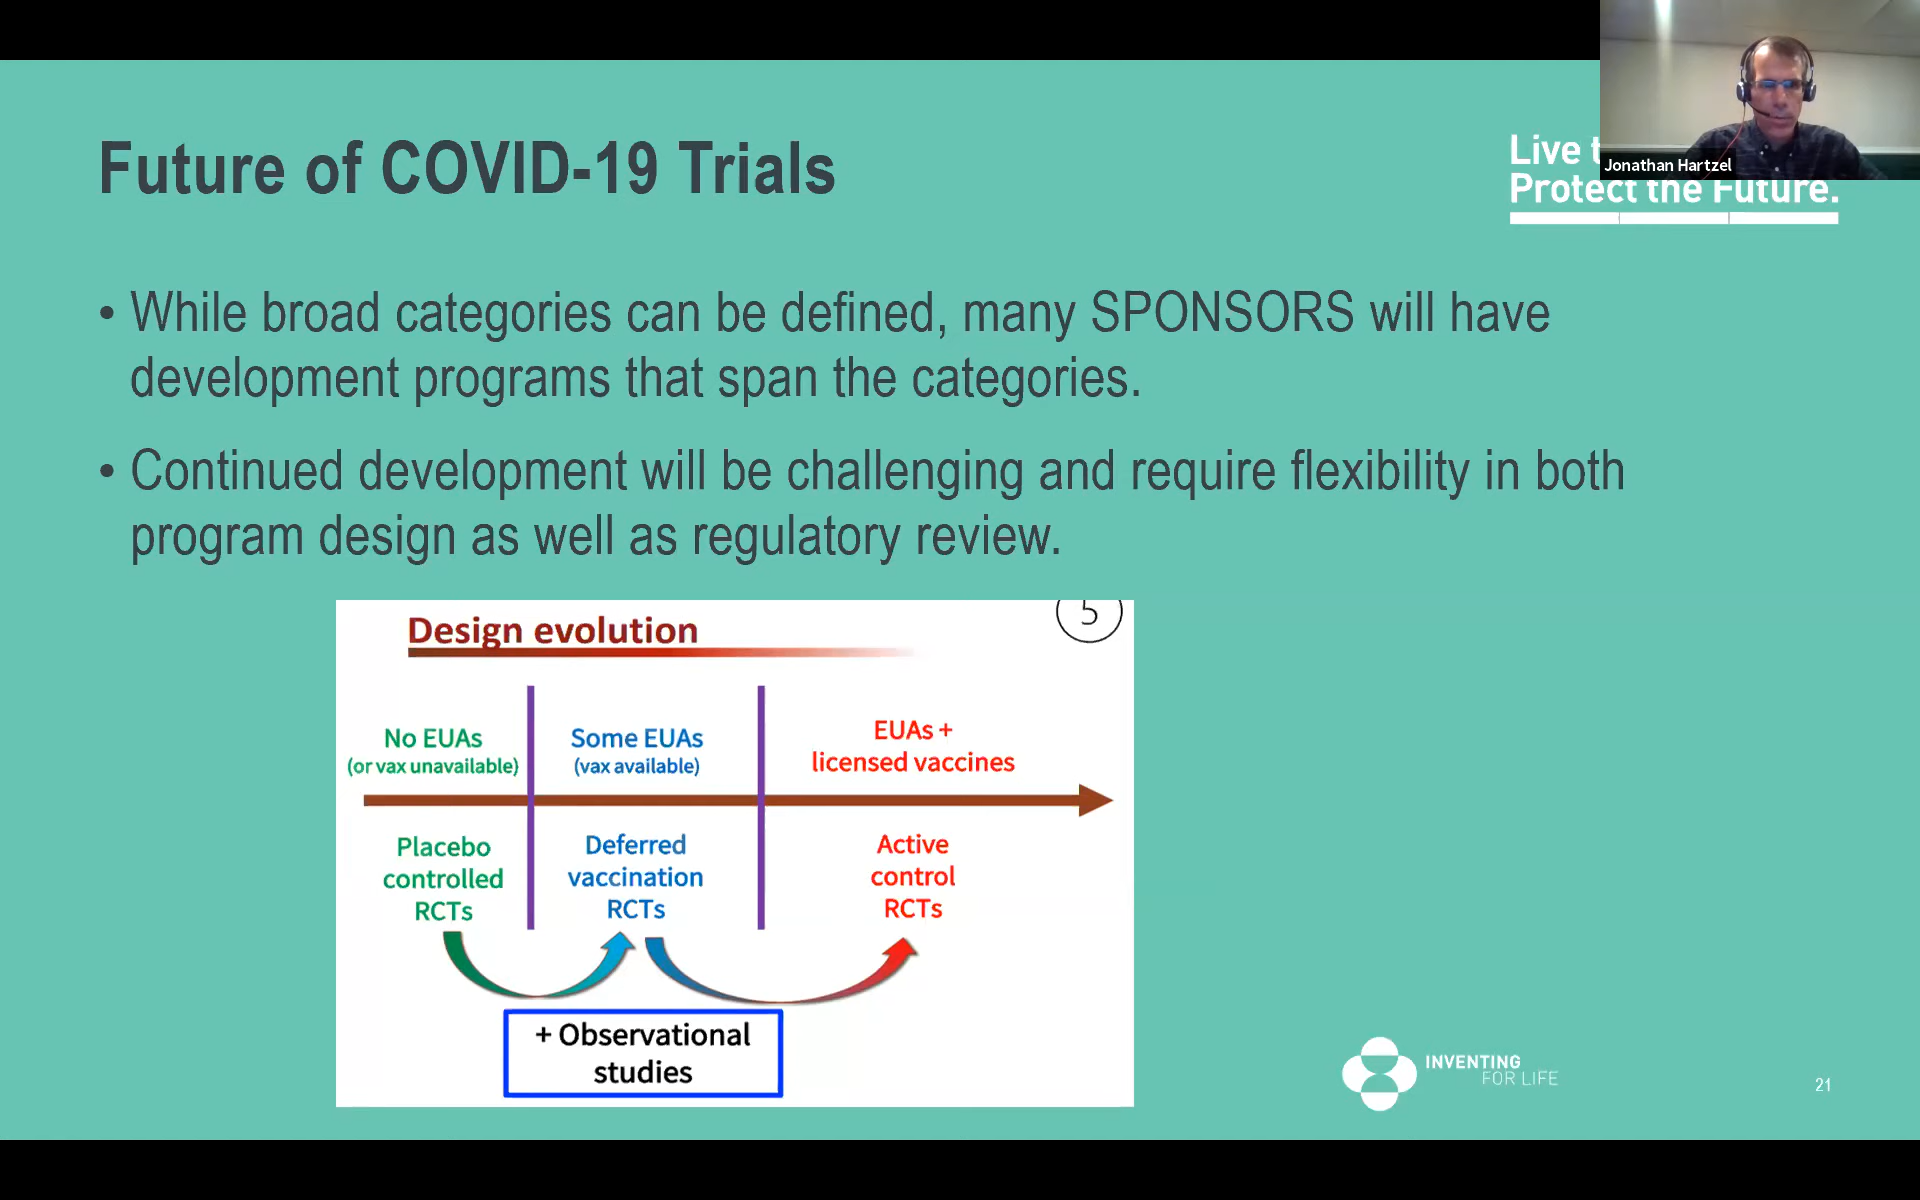 Future of COVID-19 Trials
Live
Protect the Future.
Jonathan Hartzel
• While broad categories can be defined, many SPONSORS will have
development programs that span the categories.
• Continued development will be challenging and require flexibility in both
program design as well as regulatory review.
5
Design evolution
No EUAs
(or vax unavailable)
Some EUAs
(vax available)
EUAs +
licensed vaccines
Placebo
controlled
RCTs
Deferred
vaccination
RCTs
Active
control
RCTs
+ Observational
studies
INVENTING
FOR LIFE
21